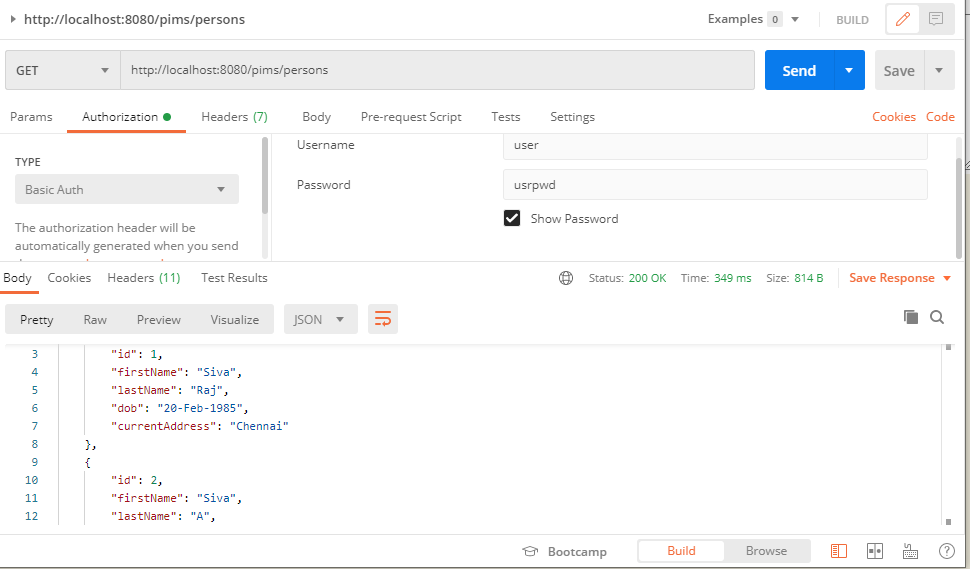 http://localhost:8080/pims/persons
Examples 0 BUILD
GET http://localhost:8080/pims/persons Send Save
Params Authorization Headers (7) Body Pre-request Script Tests Settings Cookies Code
TYPE
Basic Auth
The authorization header will be
automatically generated when you send
Username user
Password usrpwd
Show Password
Body Cookies Headers (11) Test Results Status: 200 OK Time: 349 ms Size: 814 B Save Response
Pretty Raw Preview Visualize JSON
3 "id": 1,
4 "firstName": "Siva",
5 "lastName": "Raj",
6 "dob": "20-Feb-1985",
7 "currentAddress": "Chennai"
8 },
9 {
10 "id": 2,
11 "firstName": "Siva",
12 "lastName": "A",
Bootcamp Build Browse ?